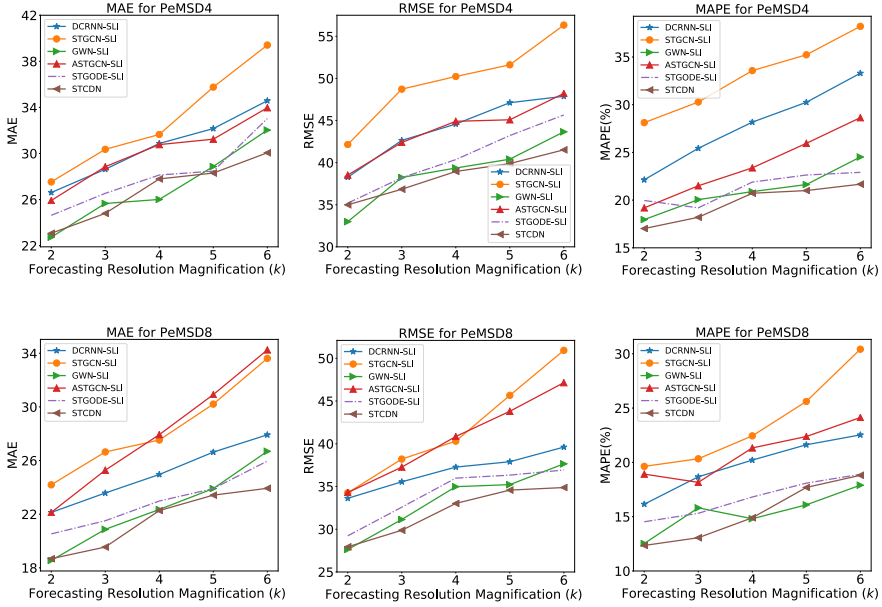 MAE for PeMSD4
MAE
42
38
34
30
26
22
DCRNN-SLI
STGCN-SLI
GWN-SLI
ASTGCN-SLI
STGODE-SLI
STCDN
2 3 4 5 6
Forecasting Resolution Magnification (k)
RMSE for PeMSD4
RMSE
55
50
45
40
35
30
DCRNN-SLI
STGCN-SLI
GWN-SLI
ASTGCN-SLI
STGODE-SLI
STCDN
2 3 4 5 6
Forecasting Resolution Magnification (k)
MAPE for PeMSD4
MAPE(%)
35
30
25
20
15
DCRNN-SLI
STGCN-SLI
GWN-SLI
ASTGCN-SLI
STGODE-SLI
STCDN
2 3 4 5 6
Forecasting Resolution Magnification (k)
MAE for PeMSD8
MAE
34
30
26
22
18
DCRNN-SLI
STGCN-SLI
GWN-SLI
ASTGCN-SLI
STGODE-SLI
STCDN
2 3 4 5 6
Forecasting Resolution Magnification (k)
RMSE for PeMSD8
RMSE
50
45
40
35
30
25
DCRNN-SLI
STGCN-SLI
GWN-SLI
ASTGCN-SLI
STGODE-SLI
STCDN
2 3 4 5 6
Forecasting Resolution Magnification (k)
MAPE for PeMSD8
MAPE(%)
30
25
20
15
10
DCRNN-SLI
STGCN-SLI
GWN-SLI
ASTGCN-SLI
STGODE-SLI
STCDN
2 3 4 5 6
Forecasting Resolution Magnification (k)